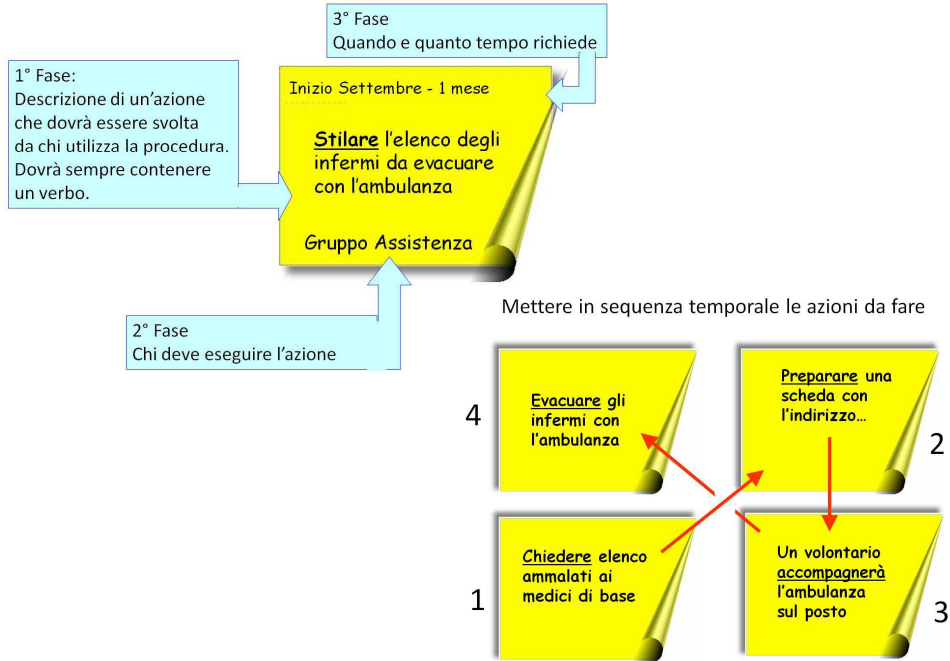 3° Fase
Quando e quanto tempo richiede
1° Fase:
Descrizione di un'azione
che dovrà essere svolta
da chi utilizza la procedura.
Dovrà sempre contenere
un verbo.
Inizio Settembre - 1 mese
Stilare l'elenco degli
infermi da evacuare
con l'ambulanza
Gruppo Assistenza
2° Fase
Chi deve eseguire l'azione
Mettere in sequenza temporale le azioni da fare
4
Evacuare gli
infermi con
l'ambulanza
Preparare una
scheda con
l'indirizzo…
2
1
Chiedere elenco
ammalati ai
medici di base
Un volontario
accompagnerà
l'ambulanza
sul posto
3